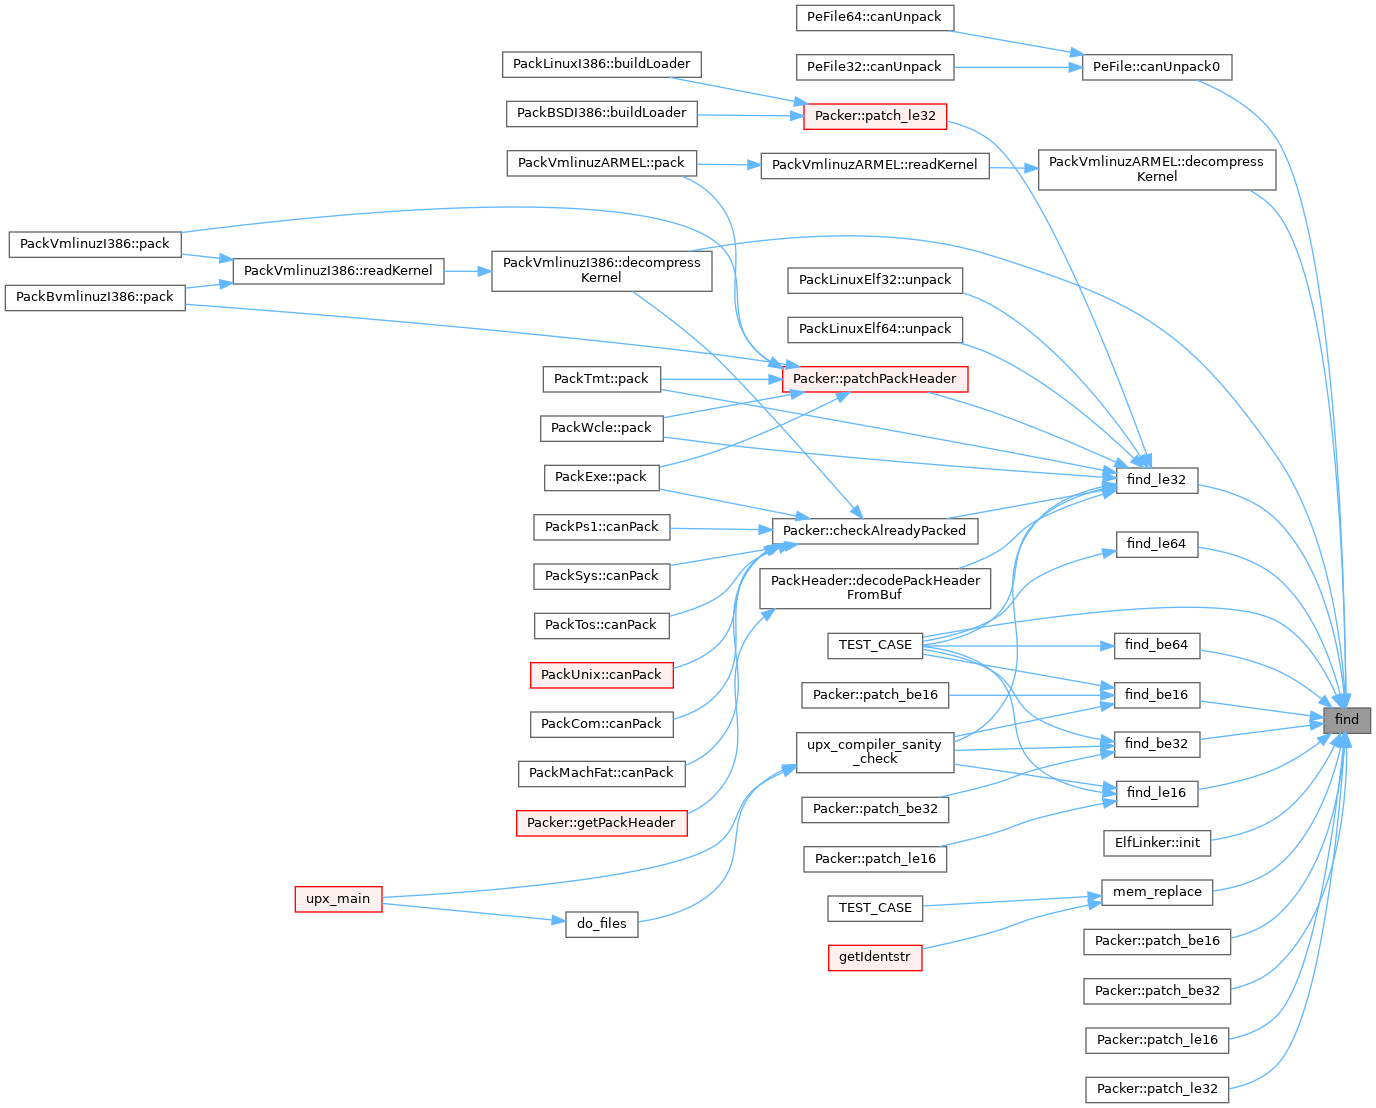 PeFile64::canUnpack
PackLinuxI386::buildLoader
PeFile32::canUnpack
PeFile::canUnpack0
PackBSDI386::buildLoader
Packer::patch_le32
PackVmlinuzARMEL::pack
PackVmlinuzARMEL::readKernel
PackVmlinuzARMEL::decompress
Kernel
PackVmlinuzI386::pack
PackVmlinuzI386::readKernel
PackVmlinuzI386::decompress
Kernel
PackBvmlinuzI386::pack
PackLinuxElf32::unpack
PackLinuxElf64::unpack
PackTmt::pack
Packer::patchPackHeader
PackWcle::pack
PackExe::pack
find_le32
PackPs1::canPack
Packer::checkAlreadyPacked
find_le64
PackSys::canPack
PackHeader::decodePackHeader
FromBuf
PackTos::canPack
TEST_CASE
find_be64
PackUnix::canPack
Packer::patch_be16
find_be16
find
PackCom::canPack
upx_compiler_sanity
_check
find_be32
PackMachFat::canPack
find_le16
Packer::patch_be32
Packer::getPackHeader
ElfLinker::init
Packer::patch_le16
upx_main
mem_replace
TEST_CASE
do_files
Packer::patch_be16
getIdentstr
Packer::patch_be32
Packer::patch_le16
Packer::patch_le32